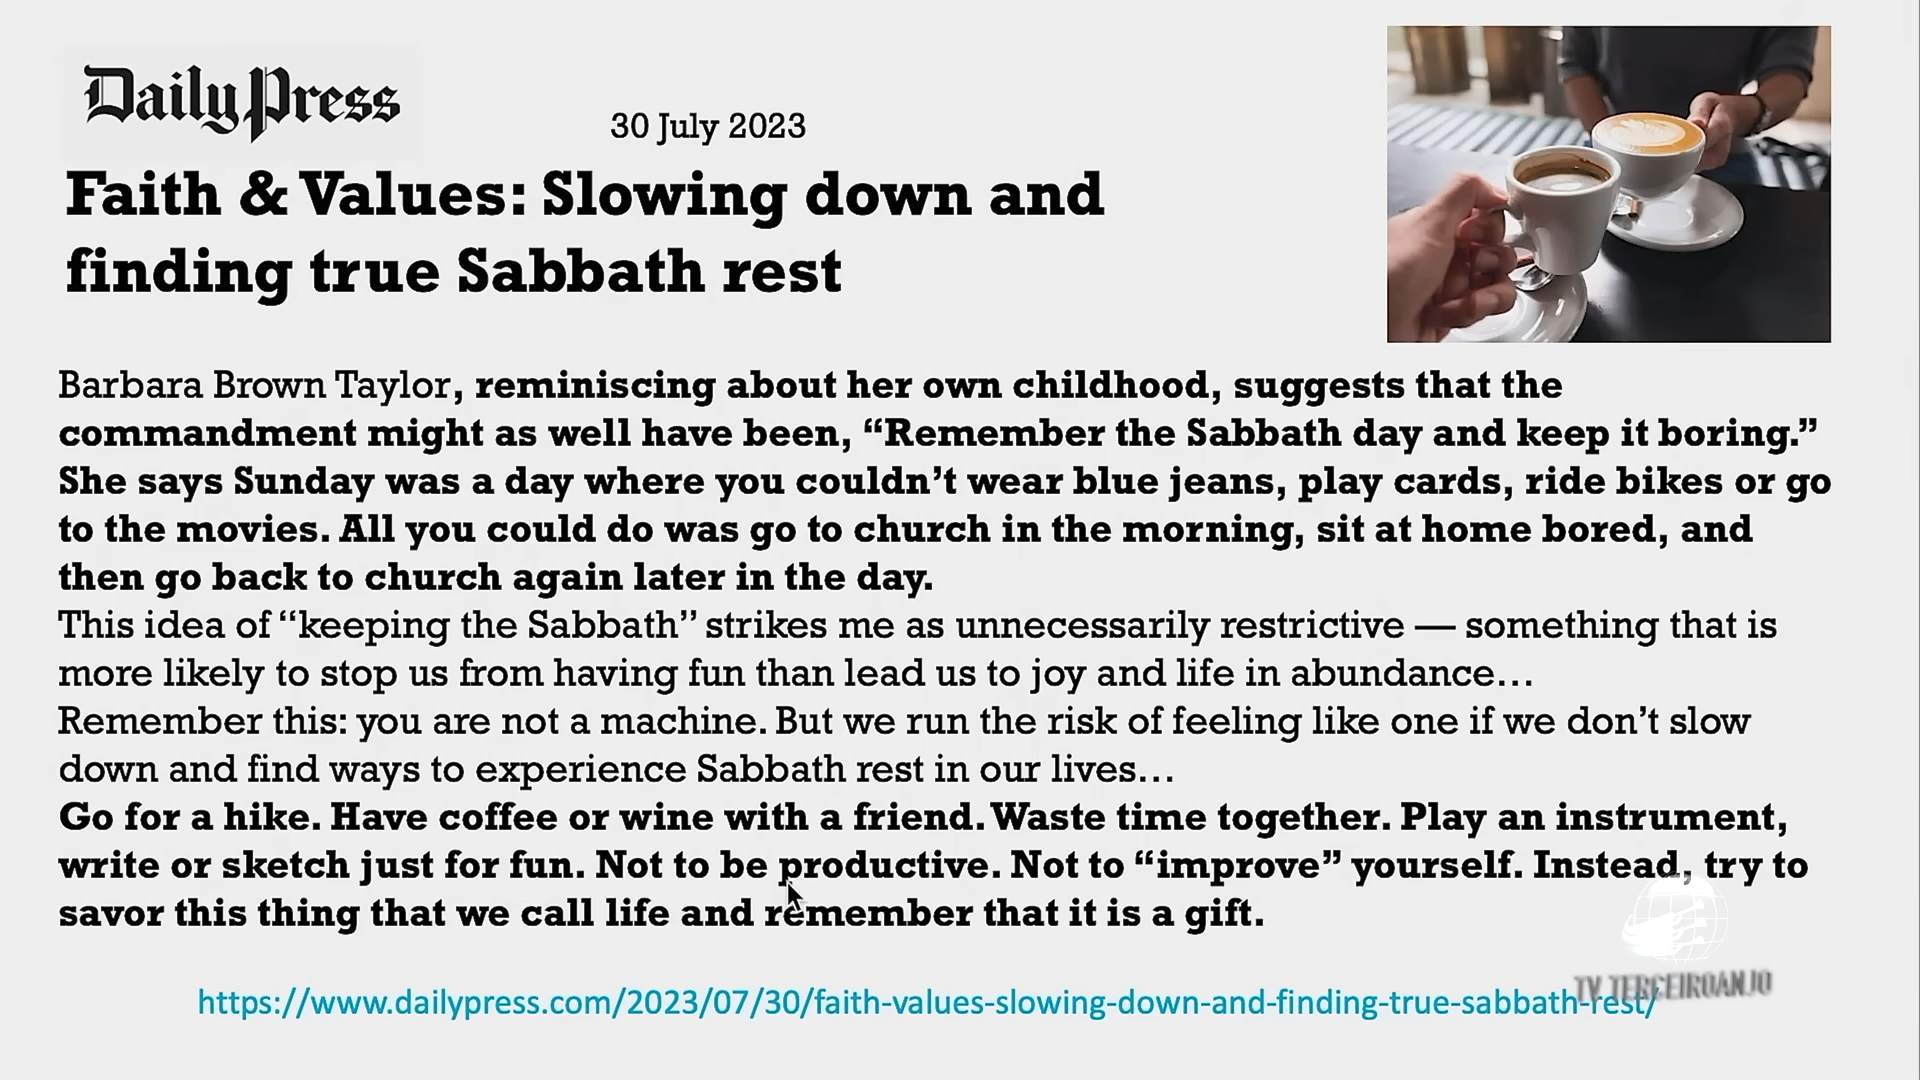 Daily Press
30 July 2023
Faith & Values: Slowing down and
finding true Sabbath rest
Barbara Brown Taylor, reminiscing about her own childhood, suggests that the
commandment might as well have been, “Remember the Sabbath day and keep it boring.”
She says Sunday was a day where you couldn’t wear blue jeans, play cards, ride bikes or go
to the movies. All you could do was go to church in the morning, sit at home bored, and
then go back to church again later in the day.
This idea of “keeping the Sabbath” strikes me as unnecessarily restrictive — something that is
more likely to stop us from having fun than lead us to joy and life in abundance…
Remember this: you are not a machine. But we run the risk of feeling like one if we don’t slow
down and find ways to experience Sabbath rest in our lives…
Go for a hike. Have coffee or wine with a friend. Waste time together. Play an instrument,
write or sketch just for fun. Not to be productive. Not to “improve” yourself. Instead, try to
savor this thing that we call life and remember that it is a gift.
https://www.dailypress.com/2023/07/30/faith-values-slowing-down-and-finding-true-sabbath-rest/
TV TERCEIROANJO